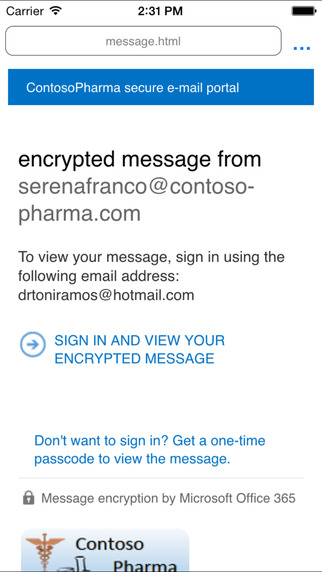 Carrier 2:31 PM
message.html
...
ContosoPharma secure e-mail portal
encrypted message from
serenafranco@contoso-
pharma.com
To view your message, sign in using the
following email address:
drtoniramos@hotmail.com
SIGN IN AND VIEW YOUR
ENCRYPTED MESSAGE
Don't want to sign in? Get a one-time
passcode to view the message.
Message encryption by Microsoft Office 365
Contoso
Pharma